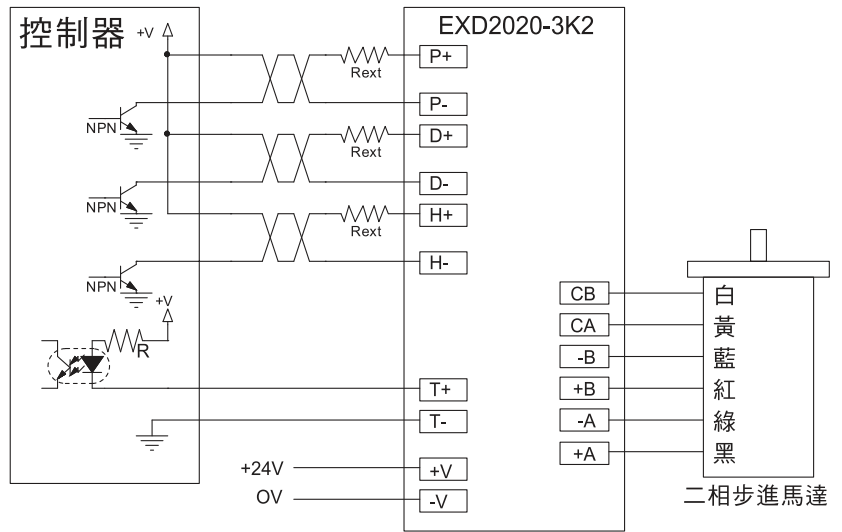 控制器
+V
EXD2020-3K2
Rext
P+
NPN
P-
Rext
D+
NPN
D-
Rext
H+
NPN
H-
+V
R
T+
T-
+24V
+V
0V
-V
CB
白
CA
黃
-B
藍
+B
紅
-A
綠
+A
黑
二相步進馬達